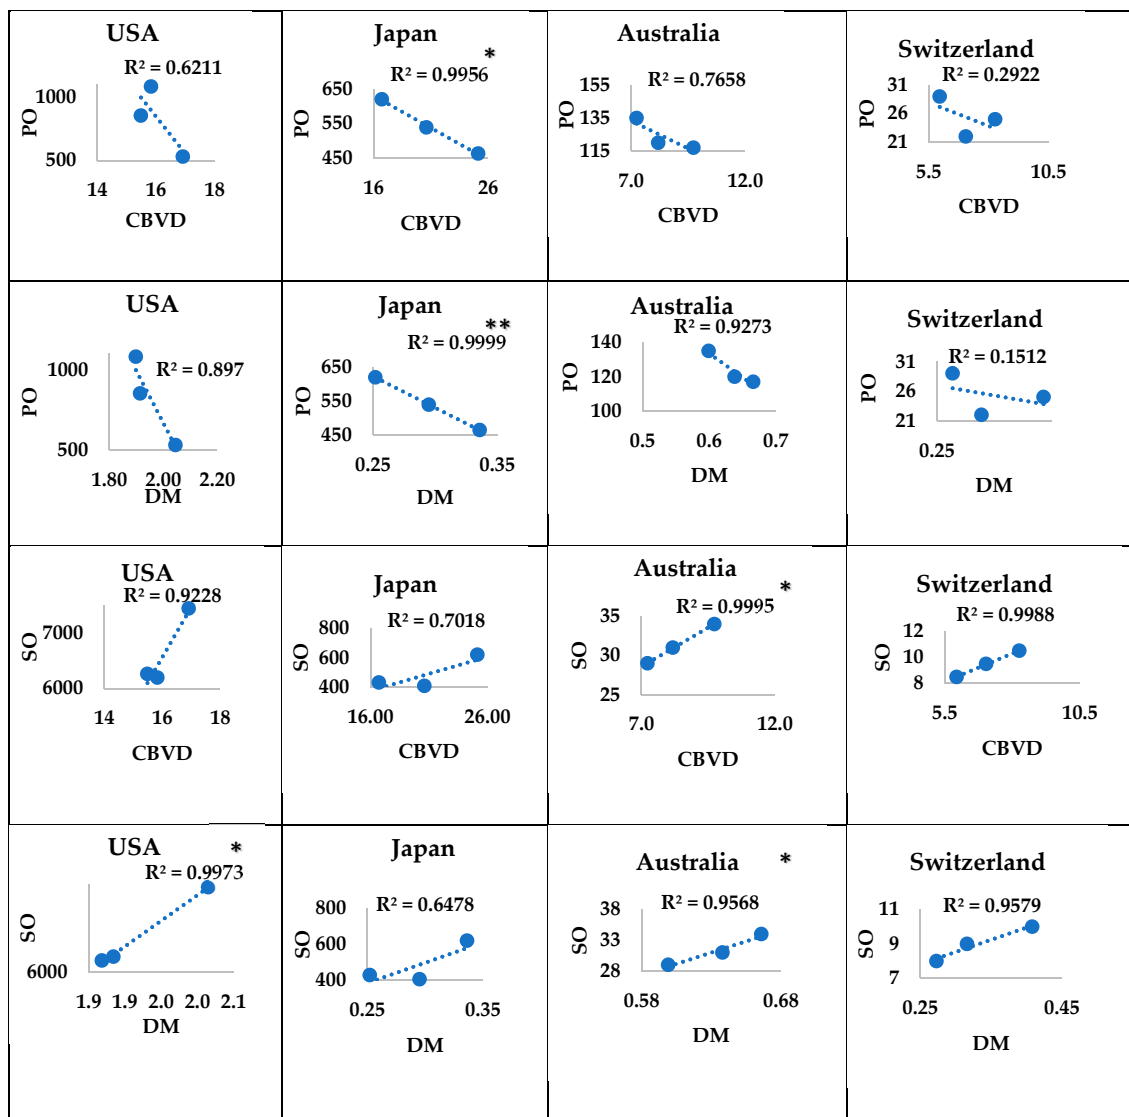 USA
R² = 0.6211
1000
500
PO
14 16 18
CBVD
Japan
*
R² = 0.9956
650
550
450
PO
16 26
CBVD
Australia
R² = 0.7658
155
135
115
PO
7.0 12.0
CBVD
Switzerland
R² = 0.2922
31
26
21
PO
5.5 10.5
CBVD
USA
R² = 0.897
1000
500
PO
1.80 2.00 2.20
DM
Japan
**
R² = 0.9999
650
550
450
PO
0.25 0.35
DM
Australia
R² = 0.9273
140
120
100
PO
0.5 0.6 0.7
DM
Switzerland
R² = 0.1512
31
26
21
PO
0.25
DM
USA
R² = 0.9228
7000
6000
SO
14 16 18
CBVD
Japan
R² = 0.7018
800
600
400
SO
16.00 26.00
CBVD
Australia
*
R² = 0.9995
35
30
25
SO
7.0 12.0
CBVD
Switzerland
R² = 0.9988
12
10
8
SO
5.5 10.5
CBVD
USA *
R² = 0.9973
6000
SO
1.9 1.9 2.0 2.0 2.1
DM
Japan
R² = 0.6478
800
600
400
SO
0.25 0.35
DM
Australia *
R² = 0.9568
38
33
28
SO
0.58 0.68
DM
Switzerland
R² = 0.9579
11
9
7
SO
0.25 0.45
DM